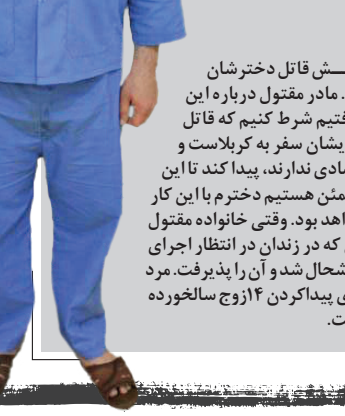 ـش قاتل دخترشان
. مادر مقتول درباره این
فتیم شرط کنیم که قاتل
یشان سفر به کربلاست و
مادی ندارند، پیدا کند تا این
مئن هستیم دخترم با این کار
اهد بود. وقتی خانواده مقتول
که در زندان در انتظار اجرای
شحال شد و آن را پذیرفت. مرد
ی پیداکردن ۱۴زوج سالخورده
ت.